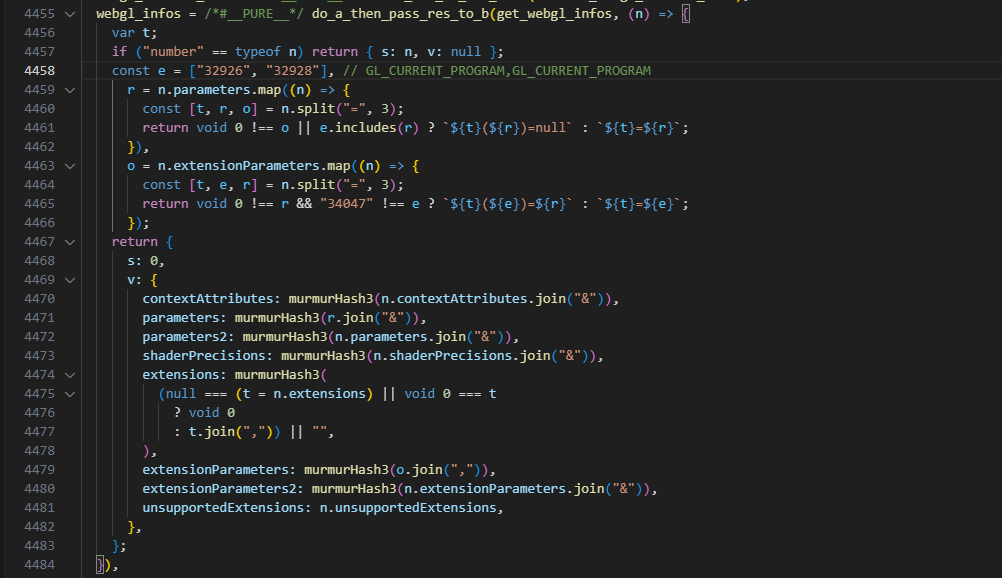 4455 webgl_infos = /*#__PURE__*/ do_a_then_pass_res_to_b(get_webgl_infos, (n) => {
4456 var t;
4457 if ("number" == typeof n) return { s: n, v: null };
4458 const e = ["32926", "32928"], // GL_CURRENT_PROGRAM,GL_CURRENT_PROGRAM
4459 r = n.parameters.map((n) => {
4460 const [t, r, o] = n.split("=", 3);
4461 return void 0 !== o || e.includes(r) ? `${t}(${r})=null` : `${t}=${r}`;
4462 }),
4463 o = n.extensionParameters.map((n) => {
4464 const [t, e, r] = n.split("=", 3);
4465 return void 0 !== r && "34047" !== e ? `${t}(${e})=${r}` : `${t}=${e}`;
4466 });
4467 return {
4468 s: 0,
4469 v: {
4470 contextAttributes: murmurHash3(n.contextAttributes.join("&")),
4471 parameters: murmurHash3(r.join("&")),
4472 parameters2: murmurHash3(n.parameters.join("&")),
4473 shaderPrecisions: murmurHash3(n.shaderPrecisions.join("&")),
4474 extensions: murmurHash3(
4475 (null === (t = n.extensions) || void 0 === t
4476 ? void 0
4477 : t.join(",")) || "",
4478 ),
4479 extensionParameters: murmurHash3(o.join(",")),
4480 extensionParameters2: murmurHash3(n.extensionParameters.join("&")),
4481 unsupportedExtensions: n.unsupportedExtensions,
4482 },
4483 };
4484 }),